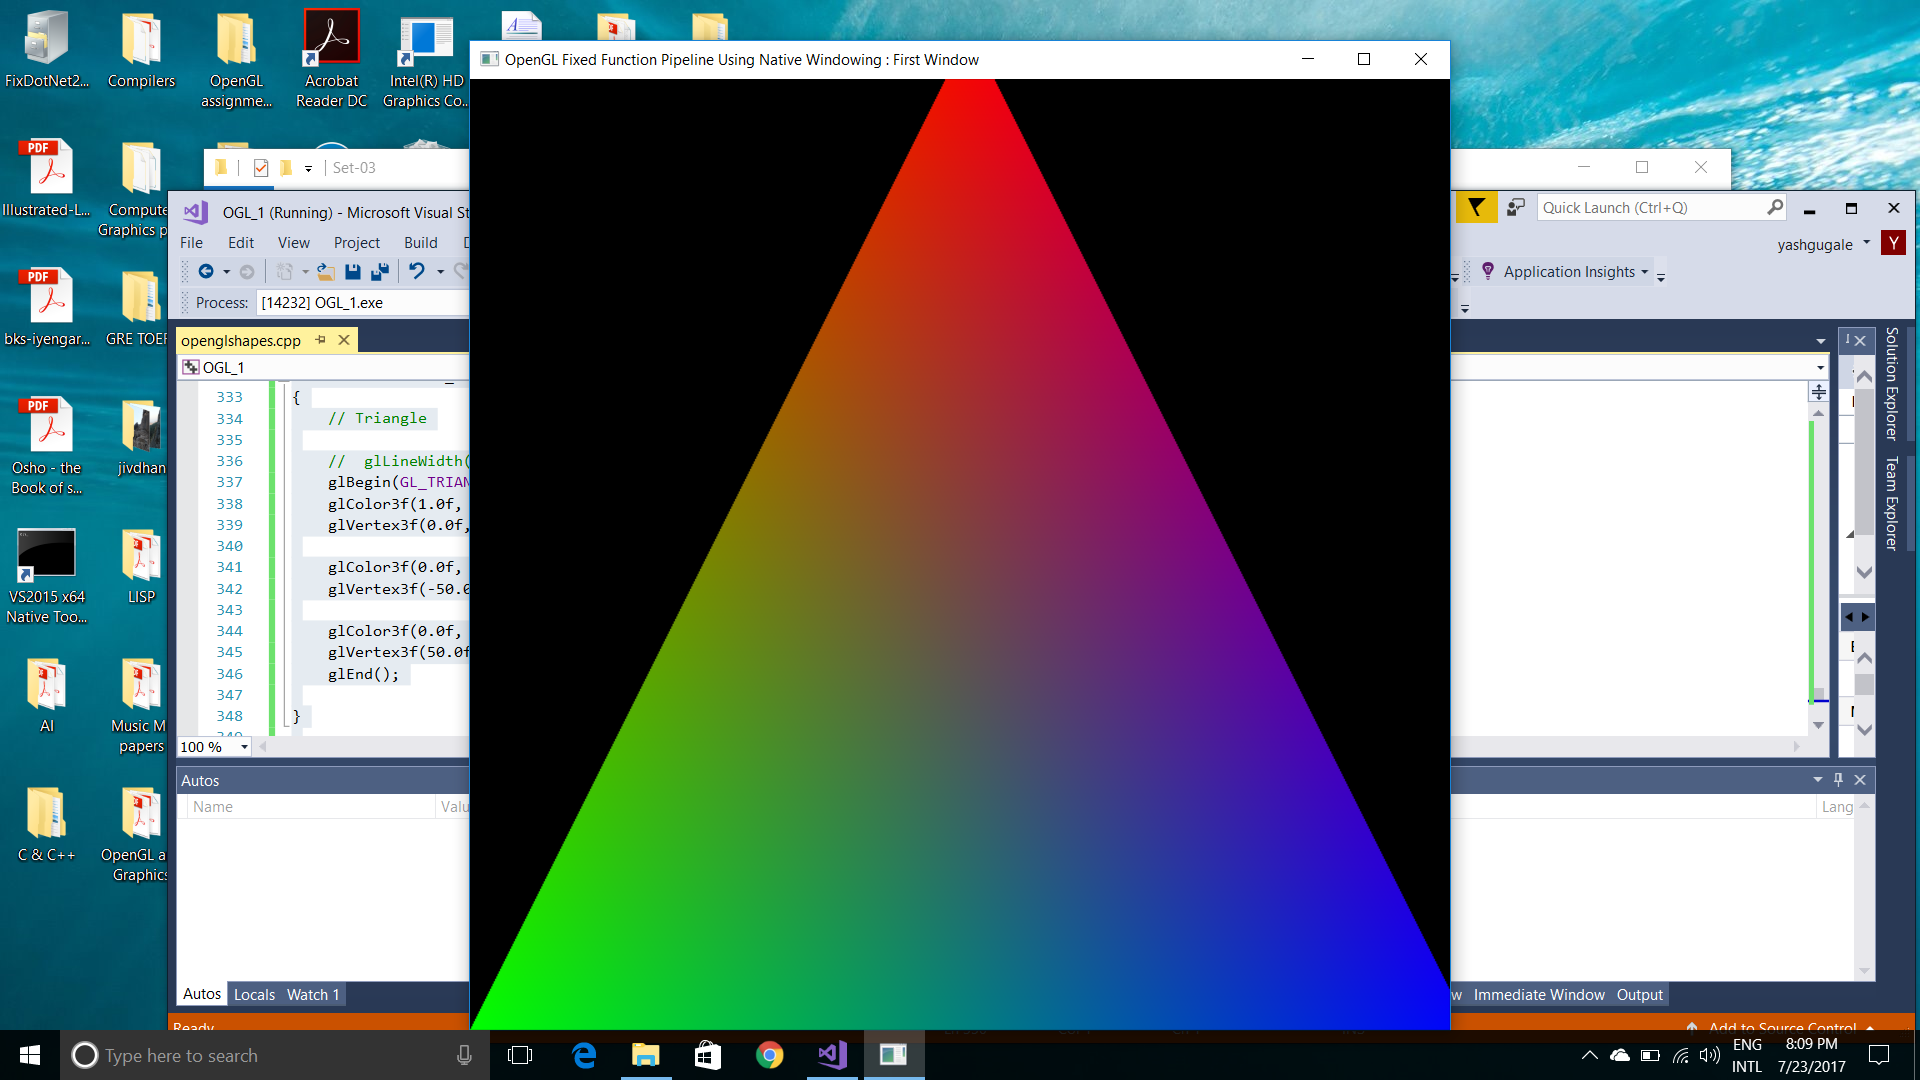 FixDotNet2...
Compilers
OpenGL
assignme...
Acrobat
Reader DC
Intel(R) HD
Graphics Co...
PDF
Illustrated-L...
Compute
Graphics p
PDF
bks-iyengar...
GRE TOEF
PDF
Osho - the
Book of s...
jivdhan
VS2015 x64
Native Too...
LISP
AI
Music M
papers
C & C++
OpenGL a
Graphics
Set-03
OpenGL Fixed Function Pipeline Using Native Windowing : First Window
OGL_1 (Running) - Microsoft Visual St
Quick Launch (Ctrl+Q)
File Edit View Project Build
yashgugale Y
Application Insights
Process: [14232] OGL_1.exe
openglshapes.cpp
OGL_1
333 {
334 // Triangle
335
336 // glLineWidth(
337 glBegin(GL_TRIAN
338 glColor3f(1.0f,
339 glVertex3f(0.0f,
340
341 glColor3f(0.0f,
342 glVertex3f(-50.0
343
344 glColor3f(0.0f,
345 glVertex3f(50.0f
346 glEnd();
347
348 }
100 %
Solution Explorer
Team Explorer
Autos
Name Valu
Lang
Autos Locals Watch 1
w Immediate Window Output
Ready
Add to Source Control
Type here to search
ENG
INTL
8:09 PM
7/23/2017